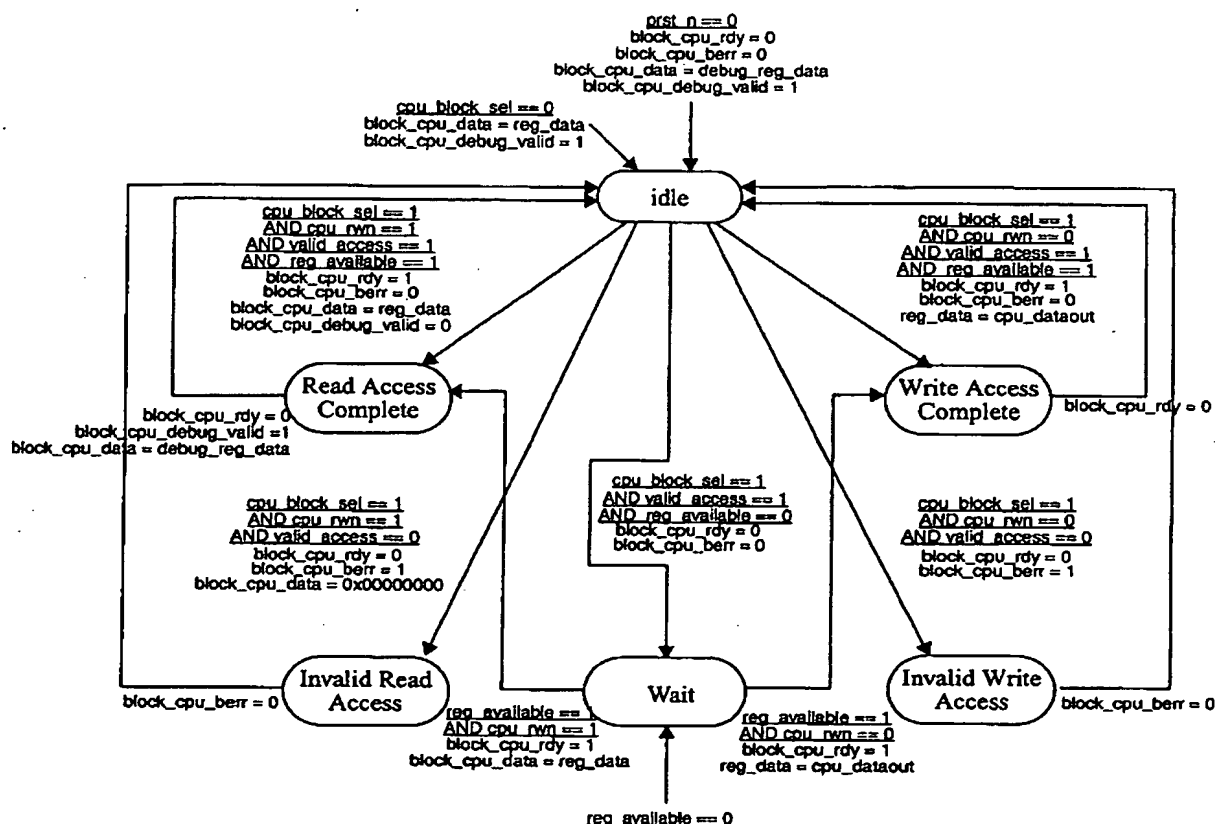 prst_n == 0
block_cpu_rdy = 0
block_cpu_berr = 0
block_cpu_data = debug_reg_data
block_cpu_debug_valid = 1
cpu_block_sel == 0
block_cpu_data = reg_data
block_cpu_debug_valid = 1
idle
cpu_block_sel == 1
AND cpu_rwn == 1
AND valid_access == 1
AND reg_available == 1
block_cpu_rdy = 1
block_cpu_berr = 0
block_cpu_data = reg_data
block_cpu_debug_valid = 0
cpu_block_sel == 1
AND cpu_rwn == 0
AND valid_access == 1
AND reg_available == 1
block_cpu_rdy = 1
block_cpu_berr = 0
reg_data = cpu_dataout
Read Access
Complete
Write Access
Complete
block_cpu_rdy = 0
block_cpu_debug_valid =1
block_cpu_data = debug_reg_data
block_cpu_rdy = 0
cpu_block_sel == 1
AND cpu_rwn == 1
AND valid_access == 0
block_cpu_rdy = 0
block_cpu_berr = 1
block_cpu_data = 0x00000000
cpu_block_sel == 1
AND valid_access == 1
AND_reg_available == 0
block_cpu_rdy = 0
block_cpu_berr = 0
cpu_block_sel == 1
AND cpu_rwn == 0
AND valid_access == 0
block_cpu_rdy = 0
block_cpu_berr = 1
Invalid Read
Access
Wait
Invalid Write
Access
block_cpu_berr = 0
block_cpu_berr = 0
reg_available == 1
AND cpu_rwn == 1
block_cpu_rdy = 1
block_cpu_data = reg_data
reg_available == 1
AND cpu_rwn == 0
block_cpu_rdy = 1
reg_data = cpu_dataout
reg_available == 0